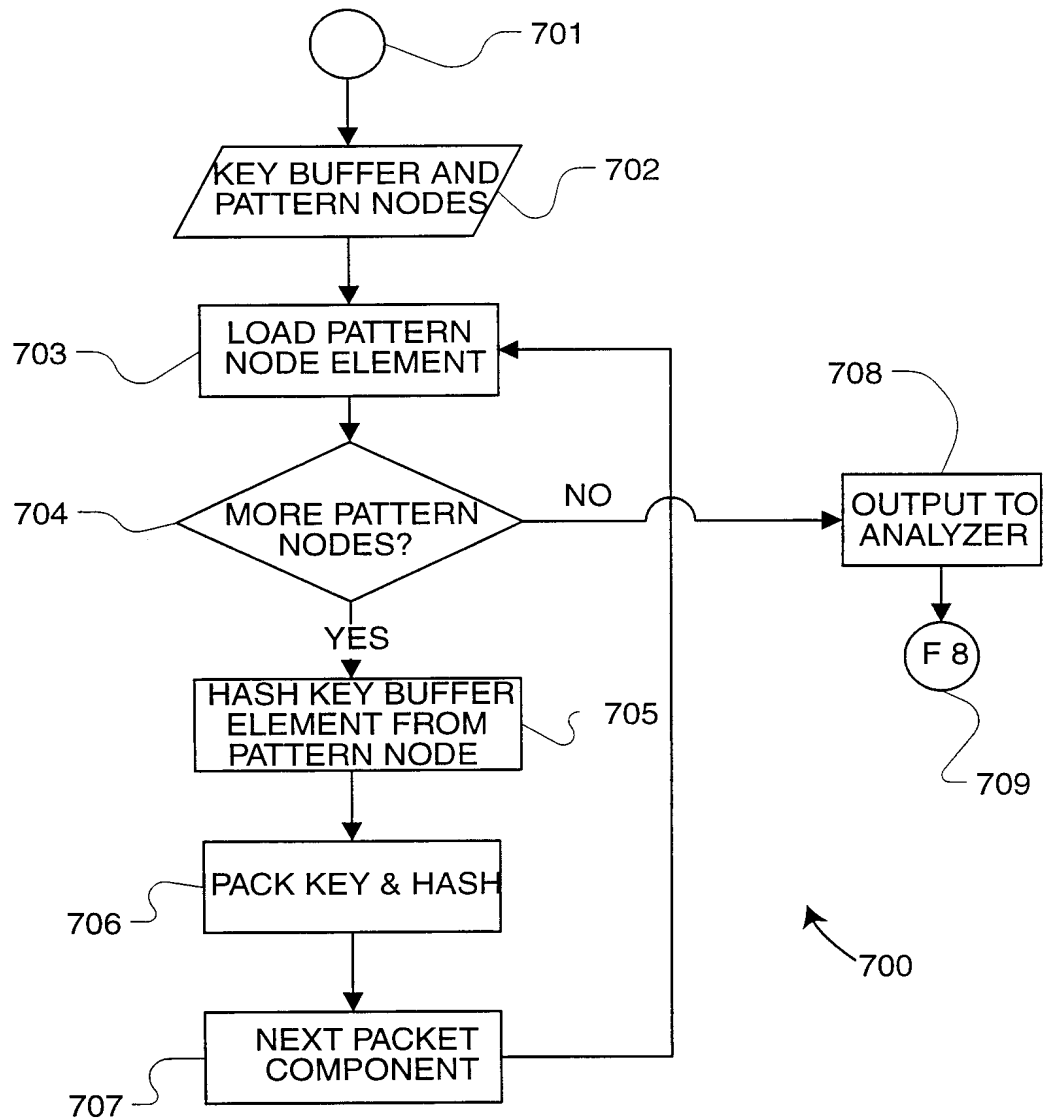 701
KEY BUFFER AND
PATTERN NODES
702
LOAD PATTERN
NODE ELEMENT
703
708
704
MORE PATTERN
NODES?
NO
OUTPUT TO
ANALYZER
YES
F 8
HASH KEY BUFFER
ELEMENT FROM
PATTERN NODE
705
709
PACK KEY & HASH
706
700
NEXT PACKET
COMPONENT
707